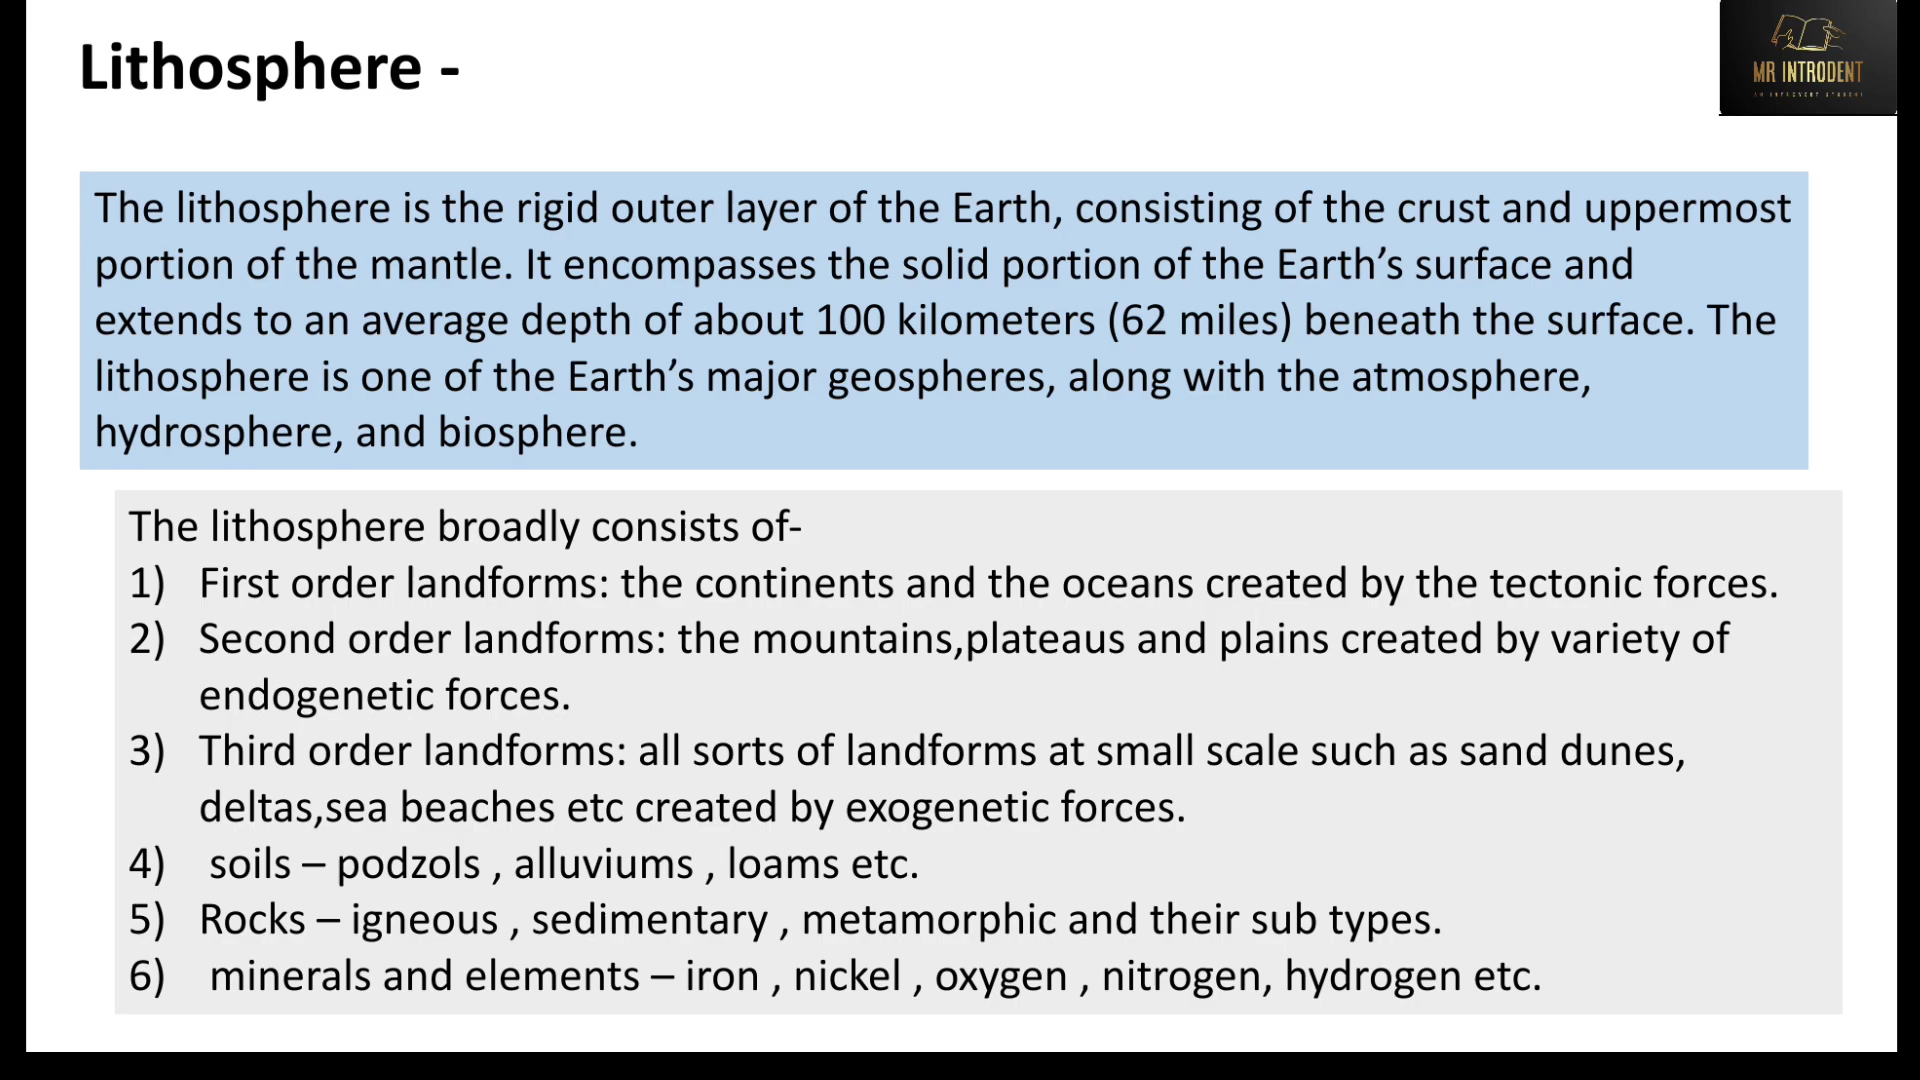 Lithosphere -
MR INTRODENT
AN INTROVERT STUDENT
The lithosphere is the rigid outer layer of the Earth, consisting of the crust and uppermost
portion of the mantle. It encompasses the solid portion of the Earth’s surface and
extends to an average depth of about 100 kilometers (62 miles) beneath the surface. The
lithosphere is one of the Earth’s major geospheres, along with the atmosphere,
hydrosphere, and biosphere.
The lithosphere broadly consists of-
1) First order landforms: the continents and the oceans created by the tectonic forces.
2) Second order landforms: the mountains,plateaus and plains created by variety of
endogenetic forces.
3) Third order landforms: all sorts of landforms at small scale such as sand dunes,
deltas,sea beaches etc created by exogenetic forces.
4) soils – podzols , alluviums , loams etc.
5) Rocks – igneous , sedimentary , metamorphic and their sub types.
6) minerals and elements – iron , nickel , oxygen , nitrogen, hydrogen etc.